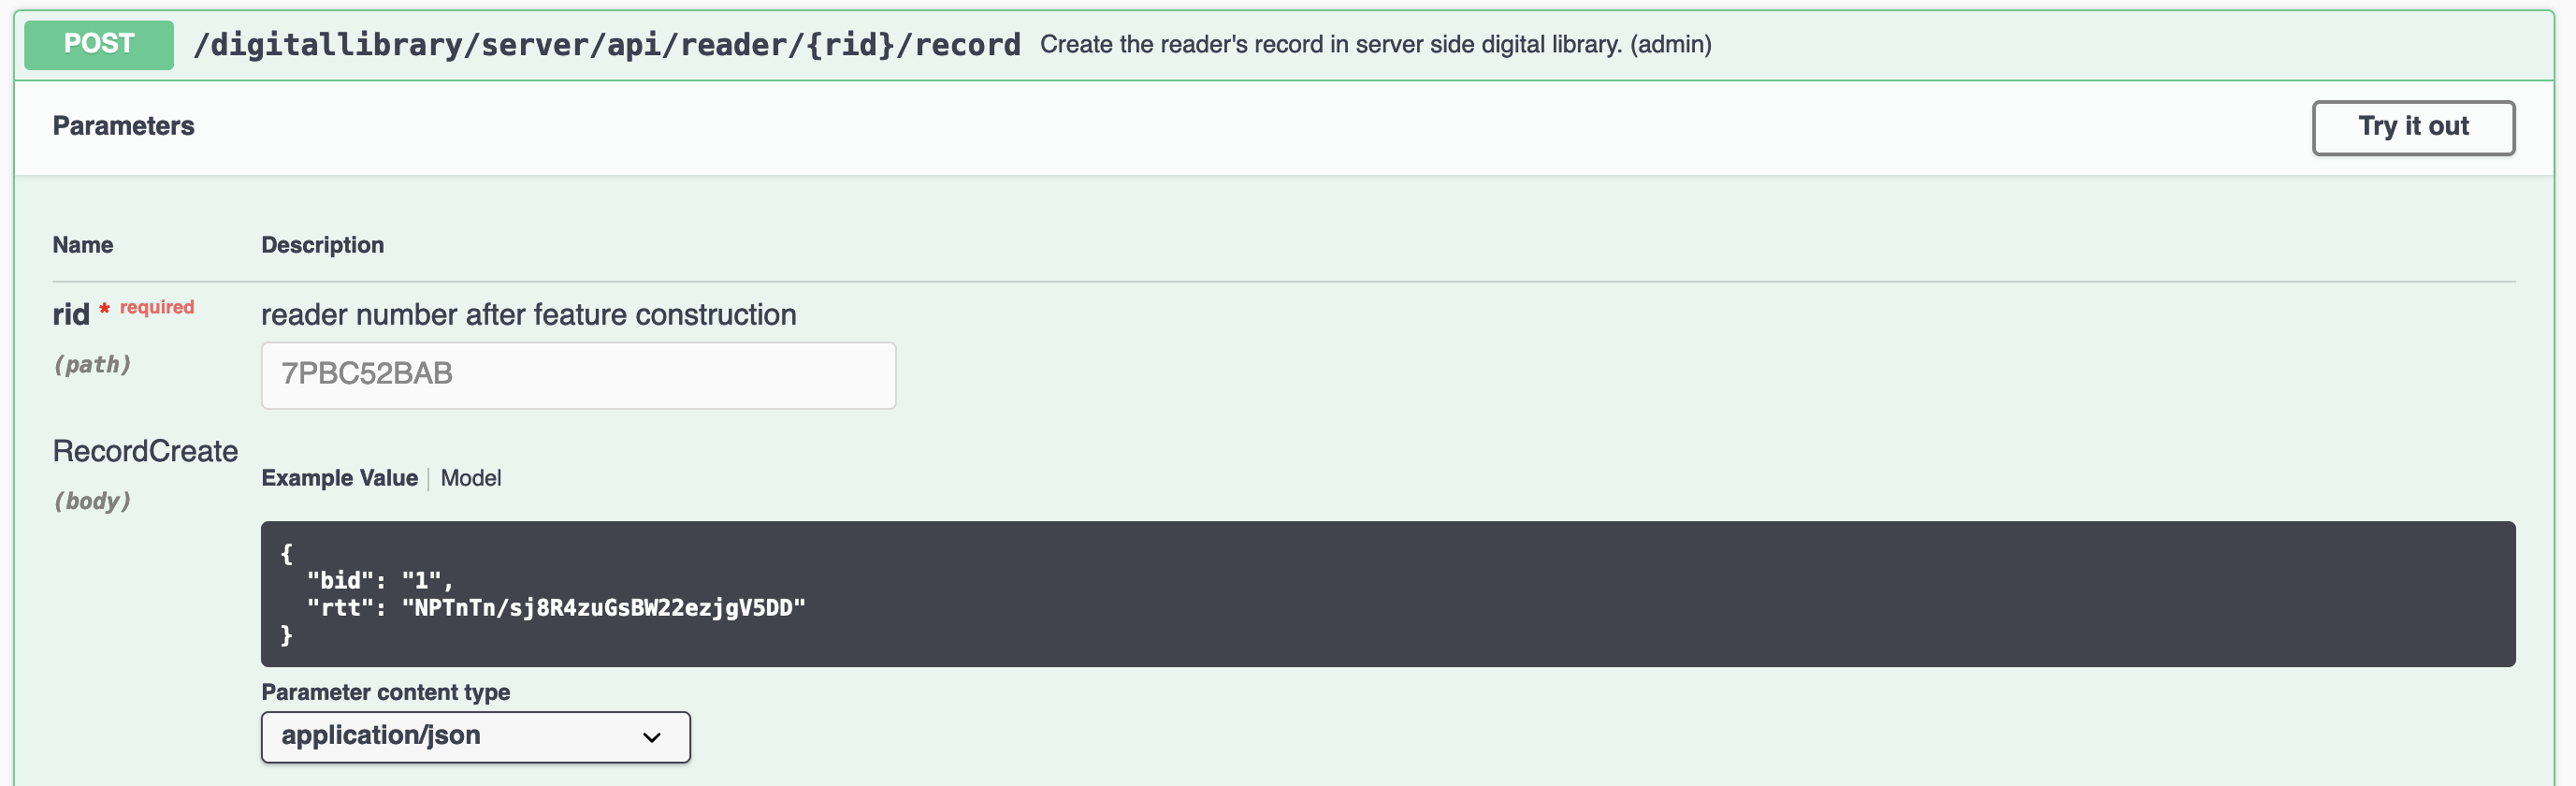 POST /digitallibrary/server/api/reader/{rid}/record Create the reader's record in server side digital library. (admin)
Parameters Try it out
Name Description
rid * required reader number after feature construction
(path) 7PBC52BAB
RecordCreate
(body) Example Value | Model
{
  "bid": "1",
  "rtt": "NPTnTn/sj8R4zuGsBW22ezjgV5DD"
}
Parameter content type
application/json